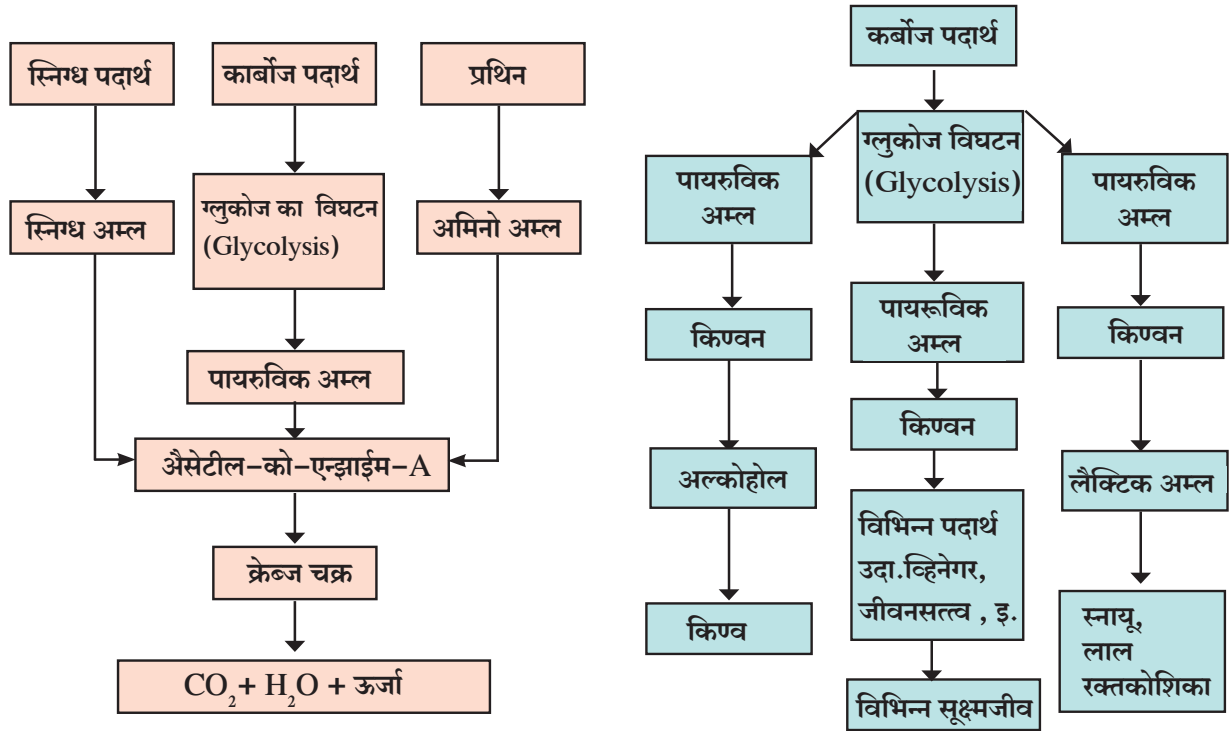 स्निग्ध पदार्थ
कार्बोज पदार्थ
प्रथिन
स्निग्ध अम्ल
ग्लुकोज का विघटन
(Glycolysis)
अमिनो अम्ल
पायरुविक अम्ल
अॅसेटील-को-एन्झाईम-A
क्रेब्ज चक्र
CO₂+ H₂O + ऊर्जा
कर्बोज पदार्थ
ग्लुकोज विघटन
(Glycolysis)
पायरुविक
अम्ल
किण्वन
अल्कोहोल
किण्व
पायरूविक
अम्ल
किण्वन
विभिन्न पदार्थ
उदा.व्हिनेगर,
जीवनसत्त्व , इ.
विभिन्न सूक्ष्मजीव
पायरुविक
अम्ल
किण्वन
लैक्टिक अम्ल
स्नायू,
लाल
रक्तकोशिका